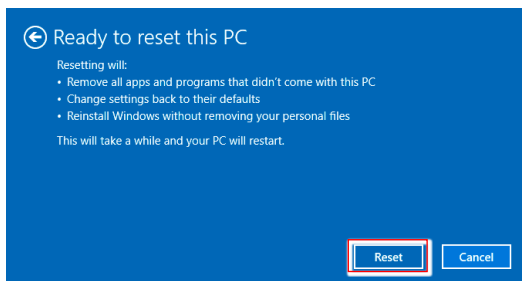 Ready to reset this PC
Resetting will:
• Remove all apps and programs that didn't come with this PC
• Change settings back to their defaults
• Reinstall Windows without removing your personal files
This will take a while and your PC will restart.
Reset Cancel